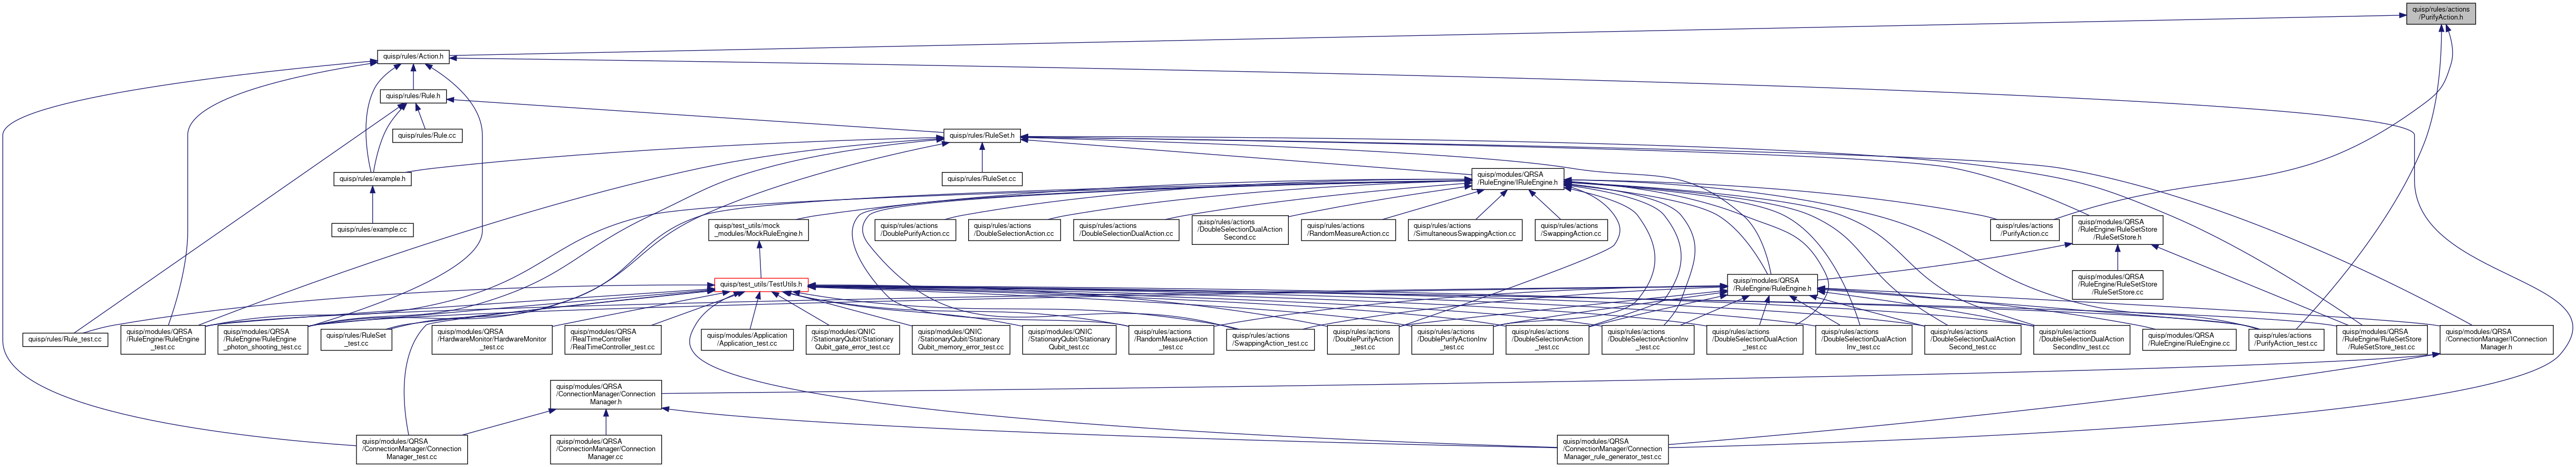 quisp/rules/actions
/PurifyAction.h
quisp/rules/Action.h
quisp/rules/Rule.h
quisp/rules/Rule.cc
quisp/rules/RuleSet.h
quisp/rules/example.h
quisp/rules/RuleSet.cc
quisp/modules/QRSA
/RuleEngine/IRuleEngine.h
quisp/rules/example.cc
quisp/test_utils/mock
_modules/MockRuleEngine.h
quisp/rules/actions
/DoublePurifyAction.cc
quisp/rules/actions
/DoubleSelectionAction.cc
quisp/rules/actions
/DoubleSelectionDualAction.cc
quisp/rules/actions
/DoubleSelectionDualAction
Second.cc
quisp/rules/actions
/RandomMeasureAction.cc
quisp/rules/actions
/SimultaneousSwappingAction.cc
quisp/rules/actions
/SwappingAction.cc
quisp/rules/actions
/PurifyAction.cc
quisp/modules/QRSA
/RuleEngine/RuleSetStore
/RuleSetStore.h
quisp/test_utils/TestUtils.h
quisp/modules/QRSA
/RuleEngine/RuleEngine.h
quisp/modules/QRSA
/RuleEngine/RuleSetStore
/RuleSetStore.cc
quisp/rules/Rule_test.cc
quisp/modules/QRSA
/RuleEngine/RuleEngine
_test.cc
quisp/modules/QRSA
/RuleEngine/RuleEngine
_photon_shooting_test.cc
quisp/rules/RuleSet
_test.cc
quisp/modules/QRSA
/HardwareMonitor/HardwareMonitor
_test.cc
quisp/modules/QRSA
/RealTimeController
/RealTimeController_test.cc
quisp/modules/Application
/Application_test.cc
quisp/modules/QNIC
/StationaryQubit/Stationary
Qubit_gate_error_test.cc
quisp/modules/QNIC
/StationaryQubit/Stationary
Qubit_memory_error_test.cc
quisp/modules/QNIC
/StationaryQubit/Stationary
Qubit_test.cc
quisp/rules/actions
/RandomMeasureAction
_test.cc
quisp/rules/actions
/SwappingAction_test.cc
quisp/rules/actions
/DoublePurifyAction
_test.cc
quisp/rules/actions
/DoublePurifyActionInv
_test.cc
quisp/rules/actions
/DoubleSelectionAction
_test.cc
quisp/rules/actions
/DoubleSelectionActionInv
_test.cc
quisp/rules/actions
/DoubleSelectionDualAction
_test.cc
quisp/rules/actions
/DoubleSelectionDualAction
Inv_test.cc
quisp/rules/actions
/DoubleSelectionDualAction
Second_test.cc
quisp/rules/actions
/DoubleSelectionDualAction
SecondInv_test.cc
quisp/modules/QRSA
/RuleEngine/RuleEngine.cc
quisp/rules/actions
/PurifyAction_test.cc
quisp/modules/QRSA
/RuleEngine/RuleSetStore
/RuleSetStore_test.cc
quisp/modules/QRSA
/ConnectionManager/IConnection
Manager.h
quisp/modules/QRSA
/ConnectionManager/Connection
Manager.h
quisp/modules/QRSA
/ConnectionManager/Connection
Manager_test.cc
quisp/modules/QRSA
/ConnectionManager/Connection
Manager.cc
quisp/modules/QRSA
/ConnectionManager/Connection
Manager_rule_generator_test.cc